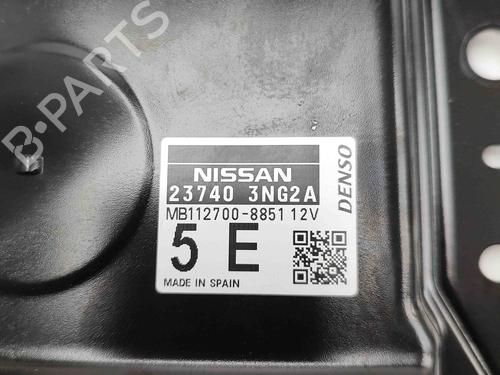 B-PARTS
NISSAN
23740 3NG2A
MB112700-8851 12V
5 E
MADE IN SPAIN
DENSO